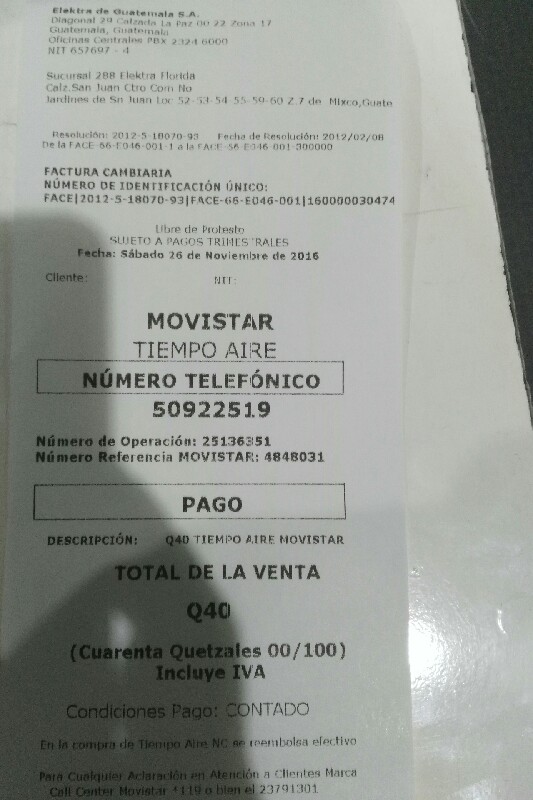 Elektra de Guatemala S.A.
Diagonal 29 Calzada La Paz 00 22 Zona 17
Guatemala, Guatemala
Oficinas Centrales PBX 2324 6000
NIT 657697 - 4
Sucursal 288 Elektra Florida
Calz.San Juan Ctro Com No
Jardines de Sn Juan Loc 52-53-54-55-59-60 Z.7 de Mixco,Guate
Resolución: 2012-5-18070-93 Fecha de Resolución: 2012/02/08
De la FACE-66-E046-001-1 a la FACE-66-E046-001-300000
FACTURA CAMBIARIA
NÚMERO DE IDENTIFICACIÓN ÚNICO:
FACE|2012-5-18070-93|FACE-66-E046-001|160000030474
Libre de Protesto
SUJETO A PAGOS TRIMESTRALES
Fecha: Sábado 26 de Noviembre de 2016
Cliente: NIT:
MOVISTAR
TIEMPO AIRE
NÚMERO TELEFÓNICO
50922519
Número de Operación: 25136351
Número Referencia MOVISTAR: 4848031
PAGO
DESCRIPCIÓN: Q40 TIEMPO AIRE MOVISTAR
TOTAL DE LA VENTA
Q40
(Cuarenta Quetzales 00/100)
Incluye IVA
Condiciones Pago: CONTADO
En la compra de Tiempo Aire NC se reembolsa efectivo
Para Cualquier Aclaración en Atención a Clientes Marca
Call Center Movistar *119 o bien el 23791301